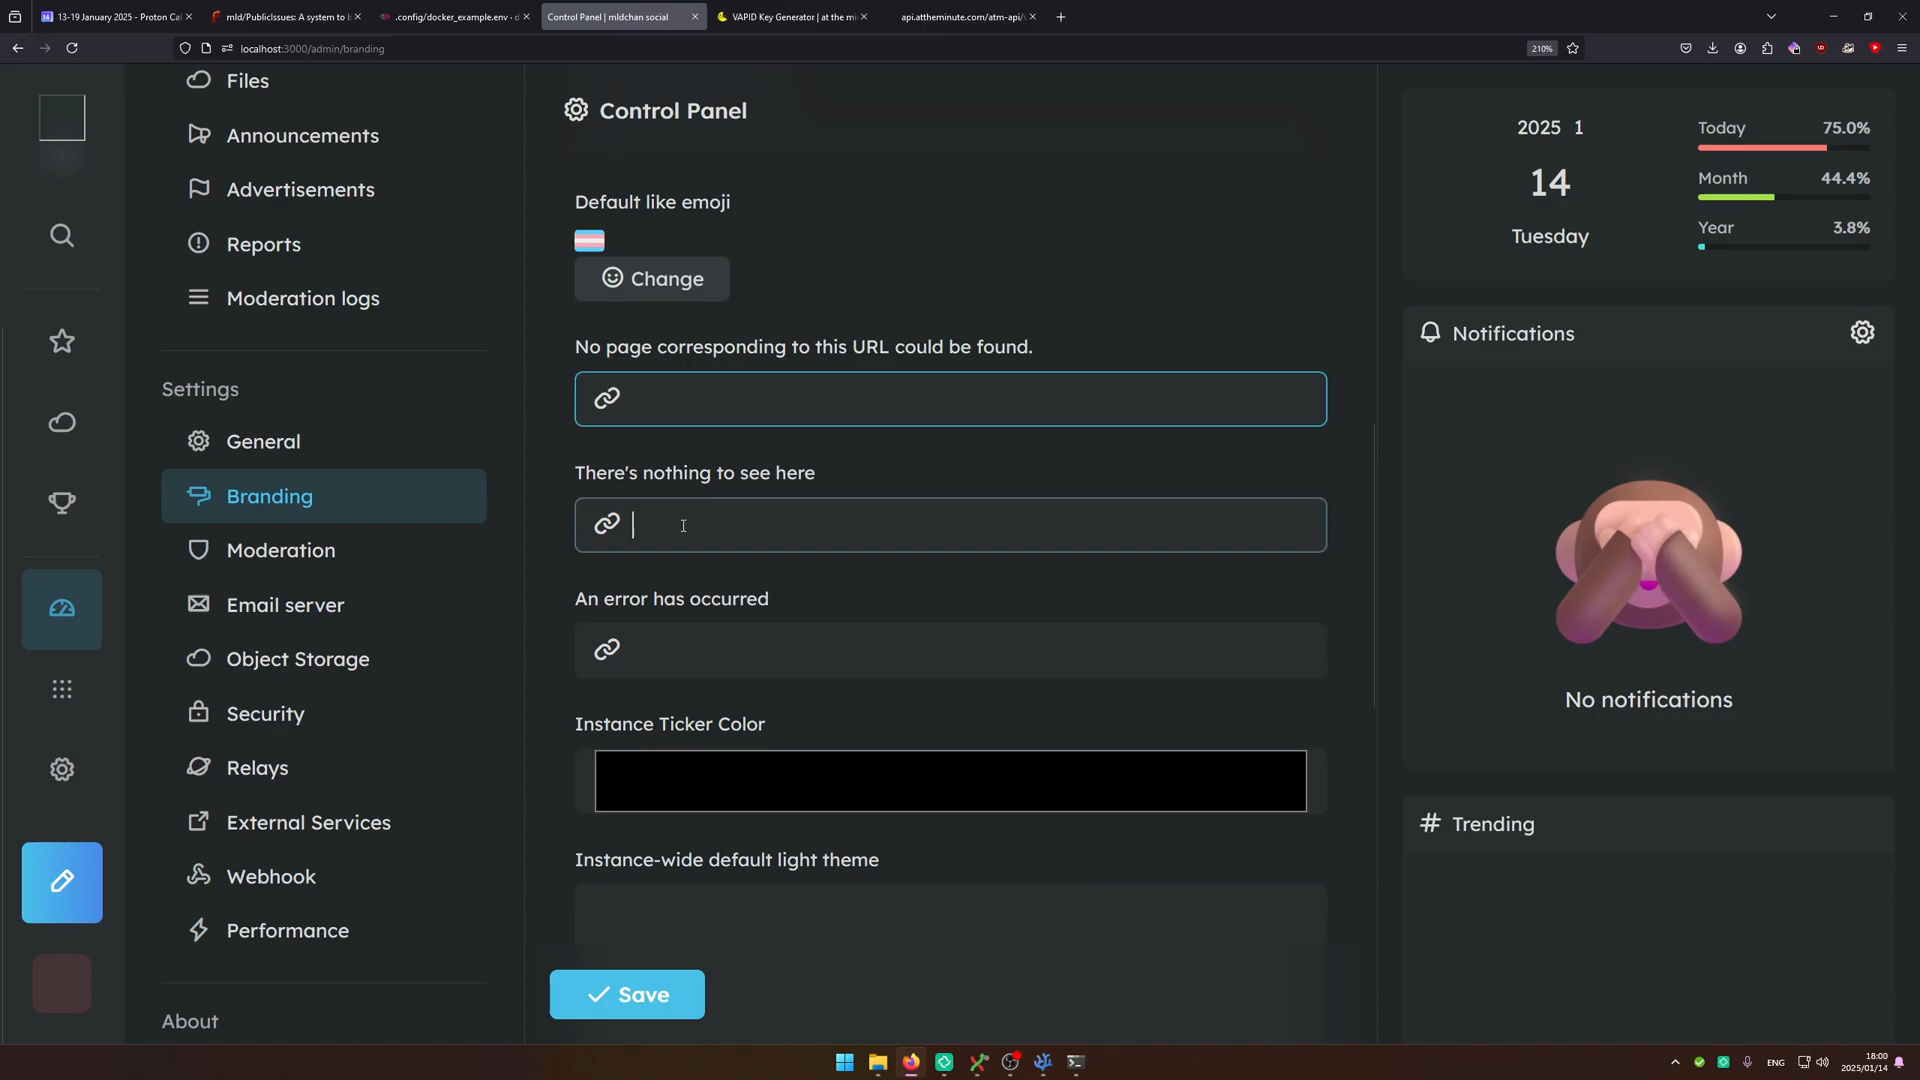 13-19 January 2025 - Proton Cal
mld/PublicIssues: A system to b
.config/docker_example.env · d
Control Panel | mldchan social
VAPID Key Generator | at the mi
api.attheminute.com/atm-api/
localhost:3000/admin/branding
210%
Files
Announcements
Advertisements
Reports
Moderation logs
Settings
General
Branding
Moderation
Email server
Object Storage
Security
Relays
External Services
Webhook
Performance
About
Control Panel
Default like emoji
Change
No page corresponding to this URL could be found.
There's nothing to see here
An error has occurred
Instance Ticker Color
Instance-wide default light theme
Save
2025 1
14
Tuesday
Today 75.0%
Month 44.4%
Year 3.8%
Notifications
No notifications
# Trending
ENG
18:00
2025/01/14